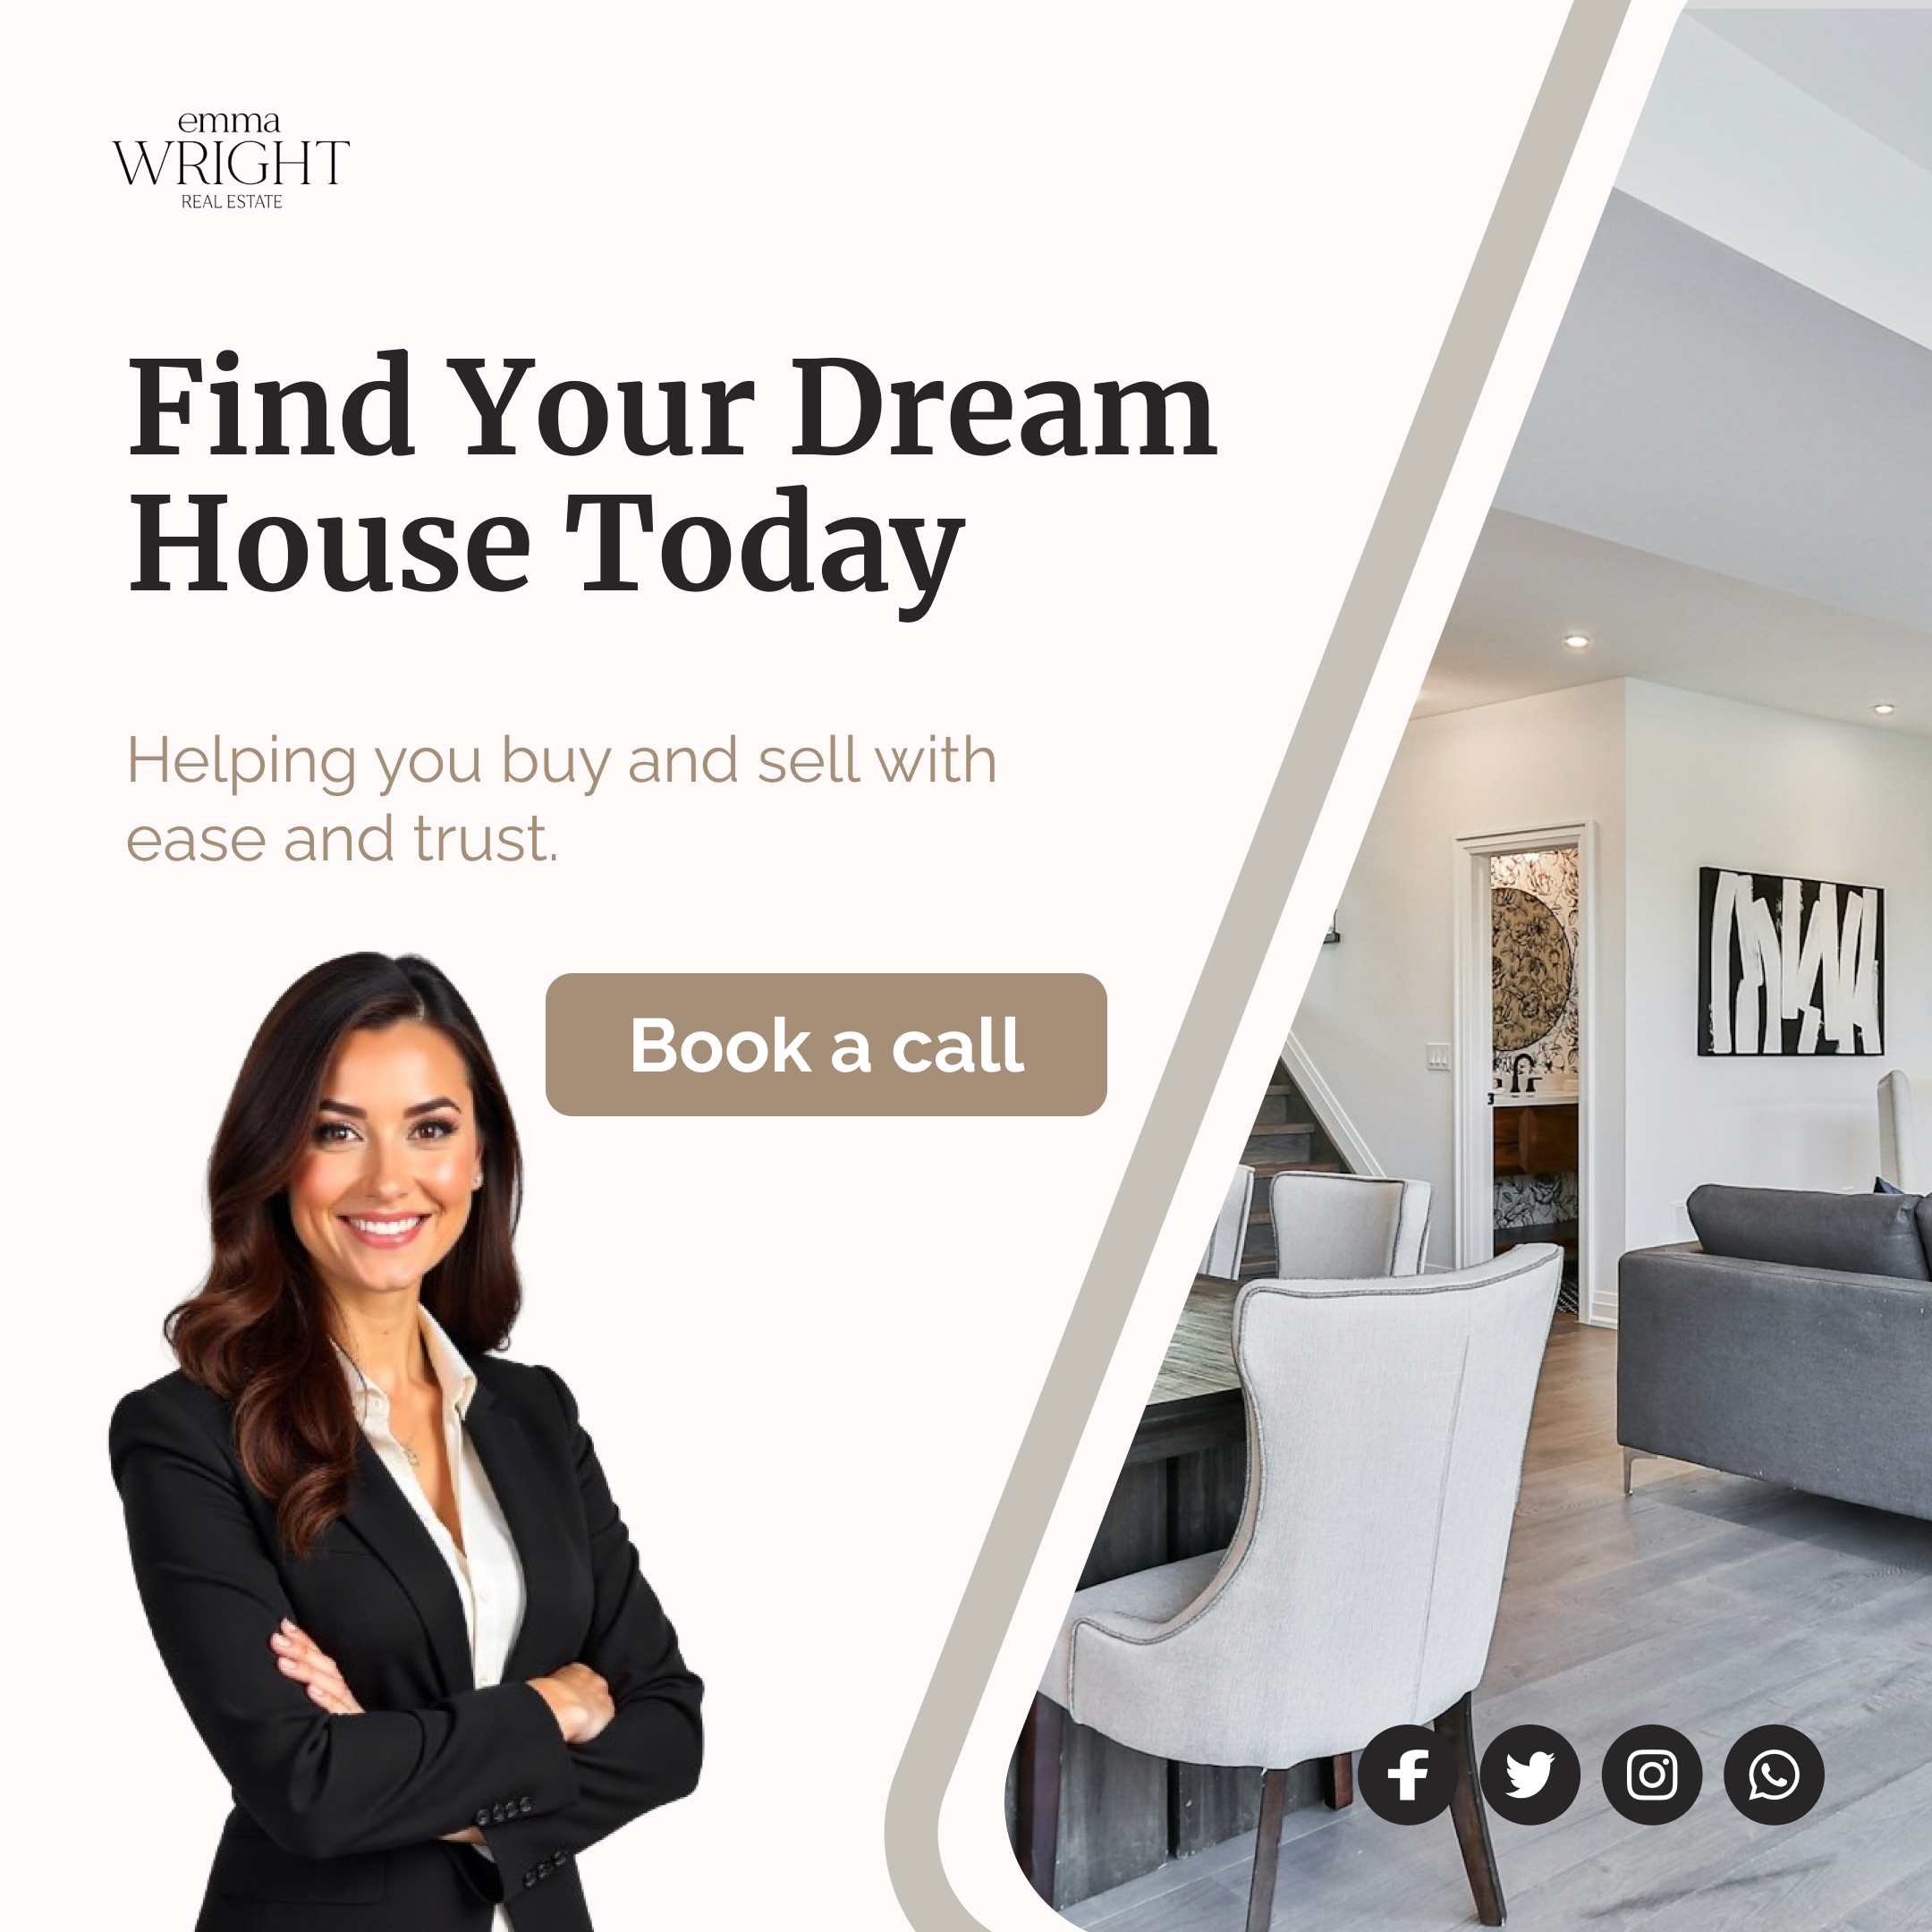 emma
WRIGHT
REAL ESTATE
Find Your Dream
House Today
Helping you buy and sell with
ease and trust.
Book a call